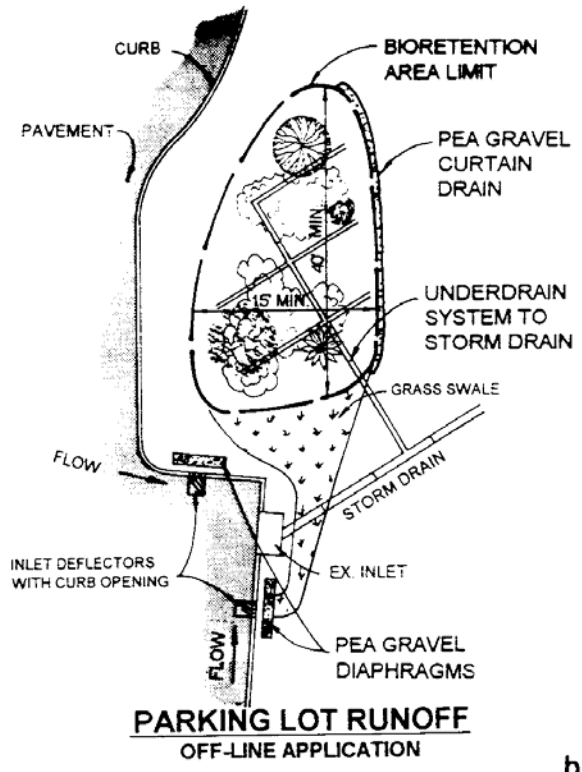 CURB
BIORETENTION
AREA LIMIT
PAVEMENT
PEA GRAVEL
CURTAIN
DRAIN
40' MIN
15' MIN
UNDERDRAIN
SYSTEM TO
STORM DRAIN
GRASS SWALE
FLOW
STORM DRAIN
INLET DEFLECTORS
WITH CURB OPENING
EX. INLET
FLOW
PEA GRAVEL
DIAPHRAGMS
PARKING LOT RUNOFF
OFF-LINE APPLICATION
b